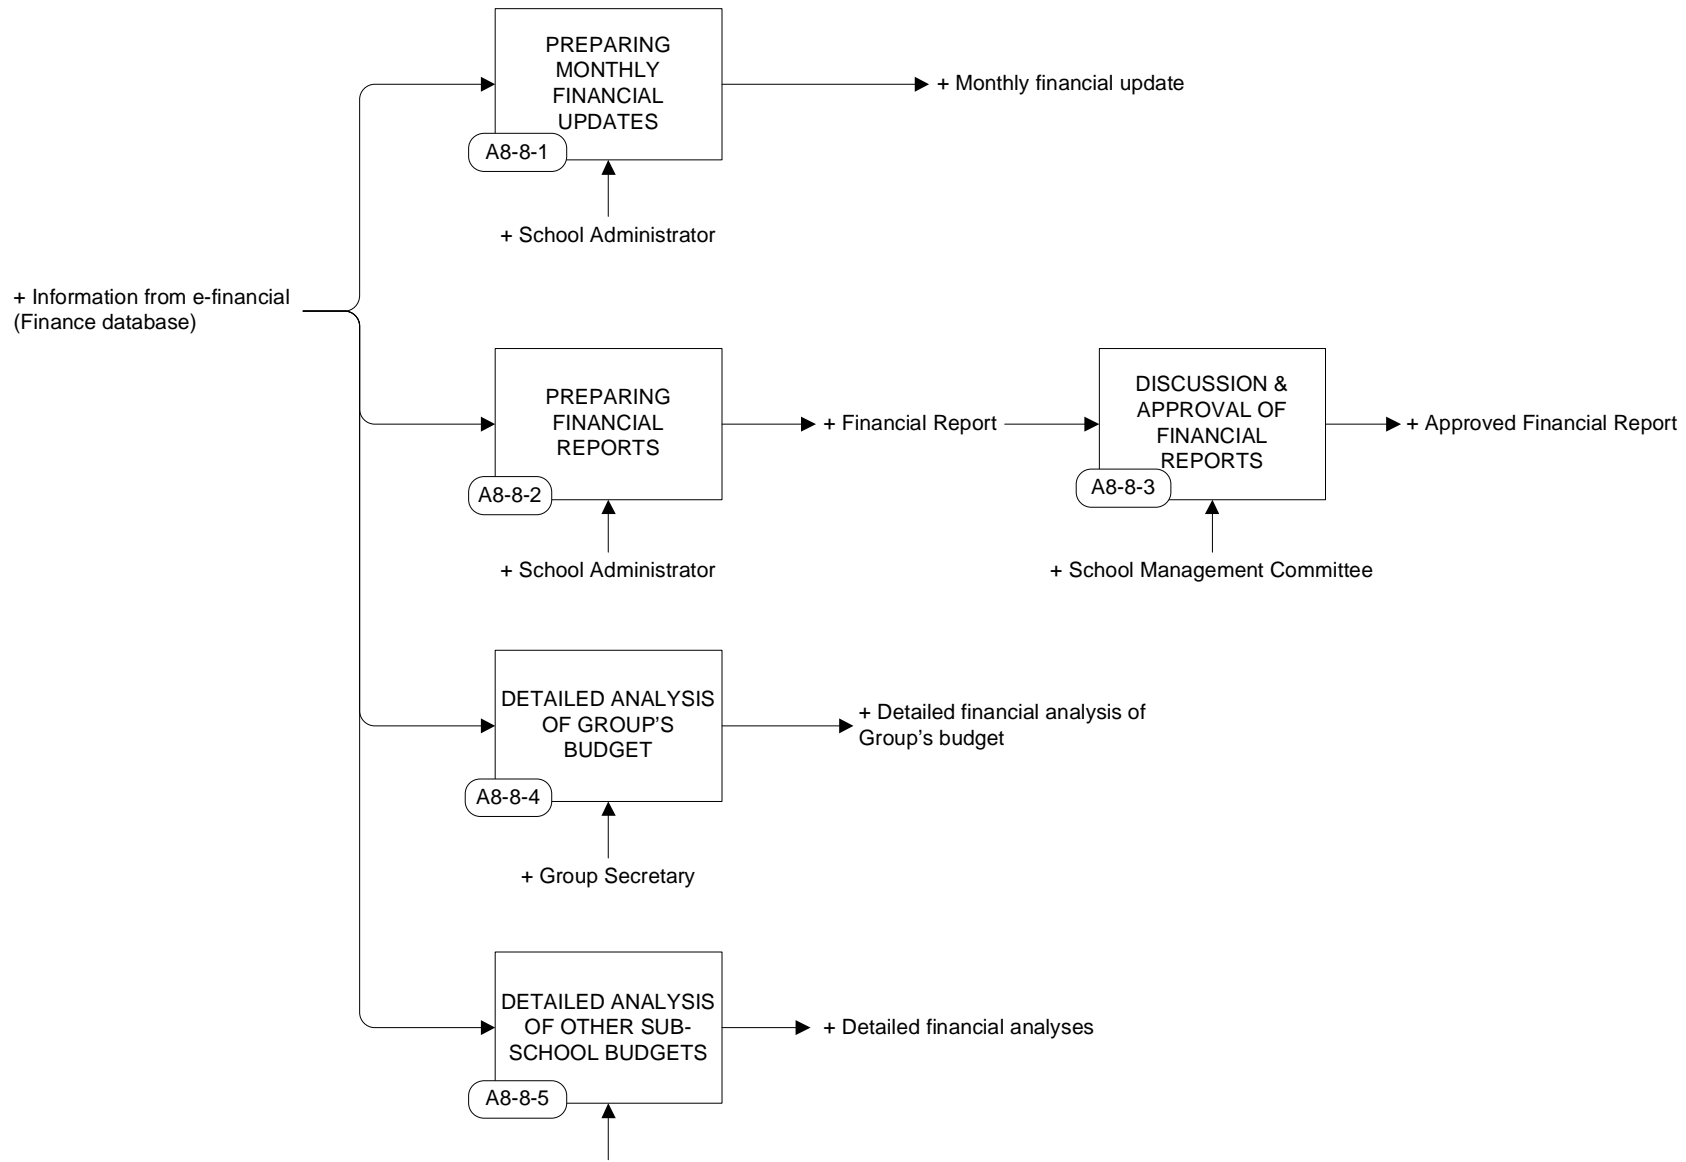 PREPARING
MONTHLY
FINANCIAL
UPDATES
A8-8-1
+ Monthly financial update
+ School Administrator
+ Information from e-financial
(Finance database)
PREPARING
FINANCIAL
REPORTS
A8-8-2
+ Financial Report
DISCUSSION &
APPROVAL OF
FINANCIAL
REPORTS
A8-8-3
+ Approved Financial Report
+ School Administrator
+ School Management Committee
DETAILED ANALYSIS
OF GROUP’S
BUDGET
A8-8-4
+ Detailed financial analysis of
Group’s budget
+ Group Secretary
DETAILED ANALYSIS
OF OTHER SUB-
SCHOOL BUDGETS
A8-8-5
+ Detailed financial analyses